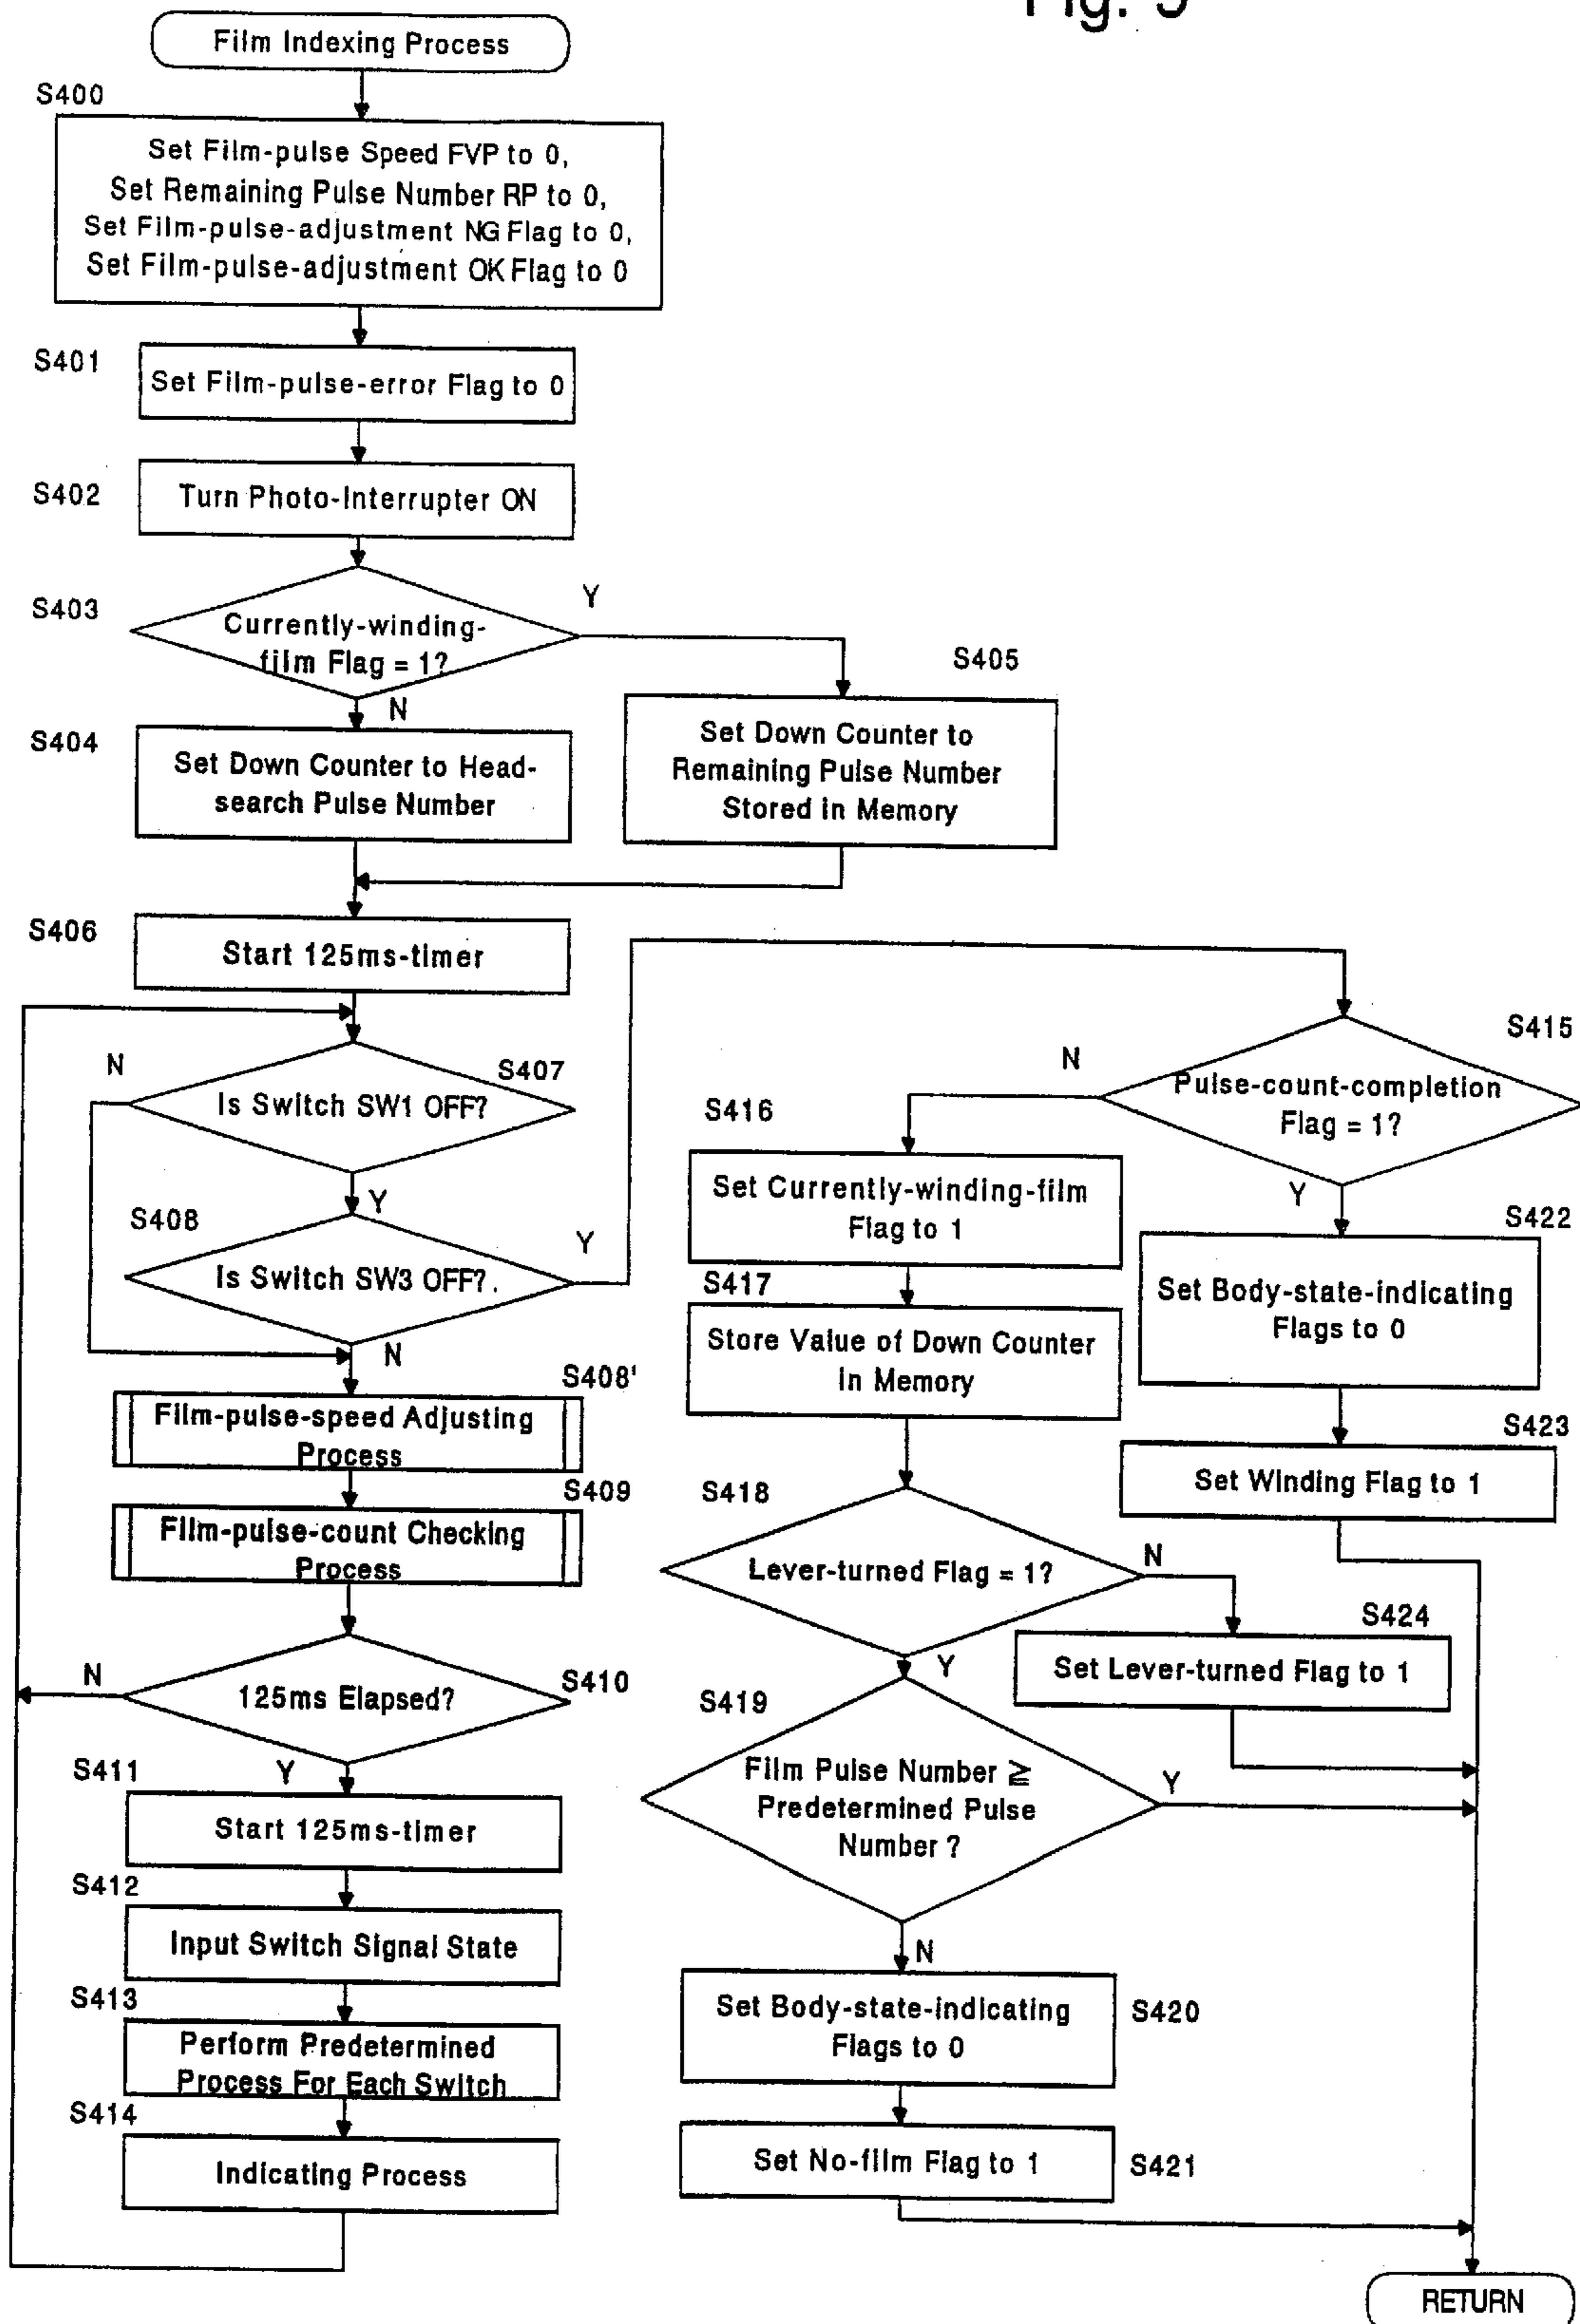 Fig. 9
Film Indexing Process
S400
Set Film-pulse Speed FVP to 0,
Set Remaining Pulse Number RP to 0,
Set Film-pulse-adjustment NG Flag to 0,
Set Film-pulse-adjustment OK Flag to 0
S401
Set Film-pulse-error Flag to 0
S402
Turn Photo-Interrupter ON
S403
Currently-winding-
film Flag = 1?
Y
N
S404
Set Down Counter to Head-
search Pulse Number
S405
Set Down Counter to
Remaining Pulse Number
Stored in Memory
S406
Start 125ms-timer
N
S407
Is Switch SW1 OFF?
Y
S408
Is Switch SW3 OFF?.
Y
N
S408'
Film-pulse-speed Adjusting
Process
S409
Film-pulse-count Checking
Process
N
S410
125ms Elapsed?
Y
S411
Start 125ms-timer
S412
Input Switch Signal State
S413
Perform Predetermined
Process For Each Switch
S414
Indicating Process
S415
N
Pulse-count-completion
Flag = 1?
Y
S416
Set Currently-winding-film
Flag to 1
S417
Store Value of Down Counter
In Memory
S418
Lever-turned Flag = 1?
N
Y
S419
Film Pulse Number ≧
Predetermined Pulse
Number ?
Y
N
Set Body-state-indicating
Flags to 0
S420
Set No-film Flag to 1
S421
S422
Set Body-state-indicating
Flags to 0
S423
Set Winding Flag to 1
S424
Set Lever-turned Flag to 1
RETURN